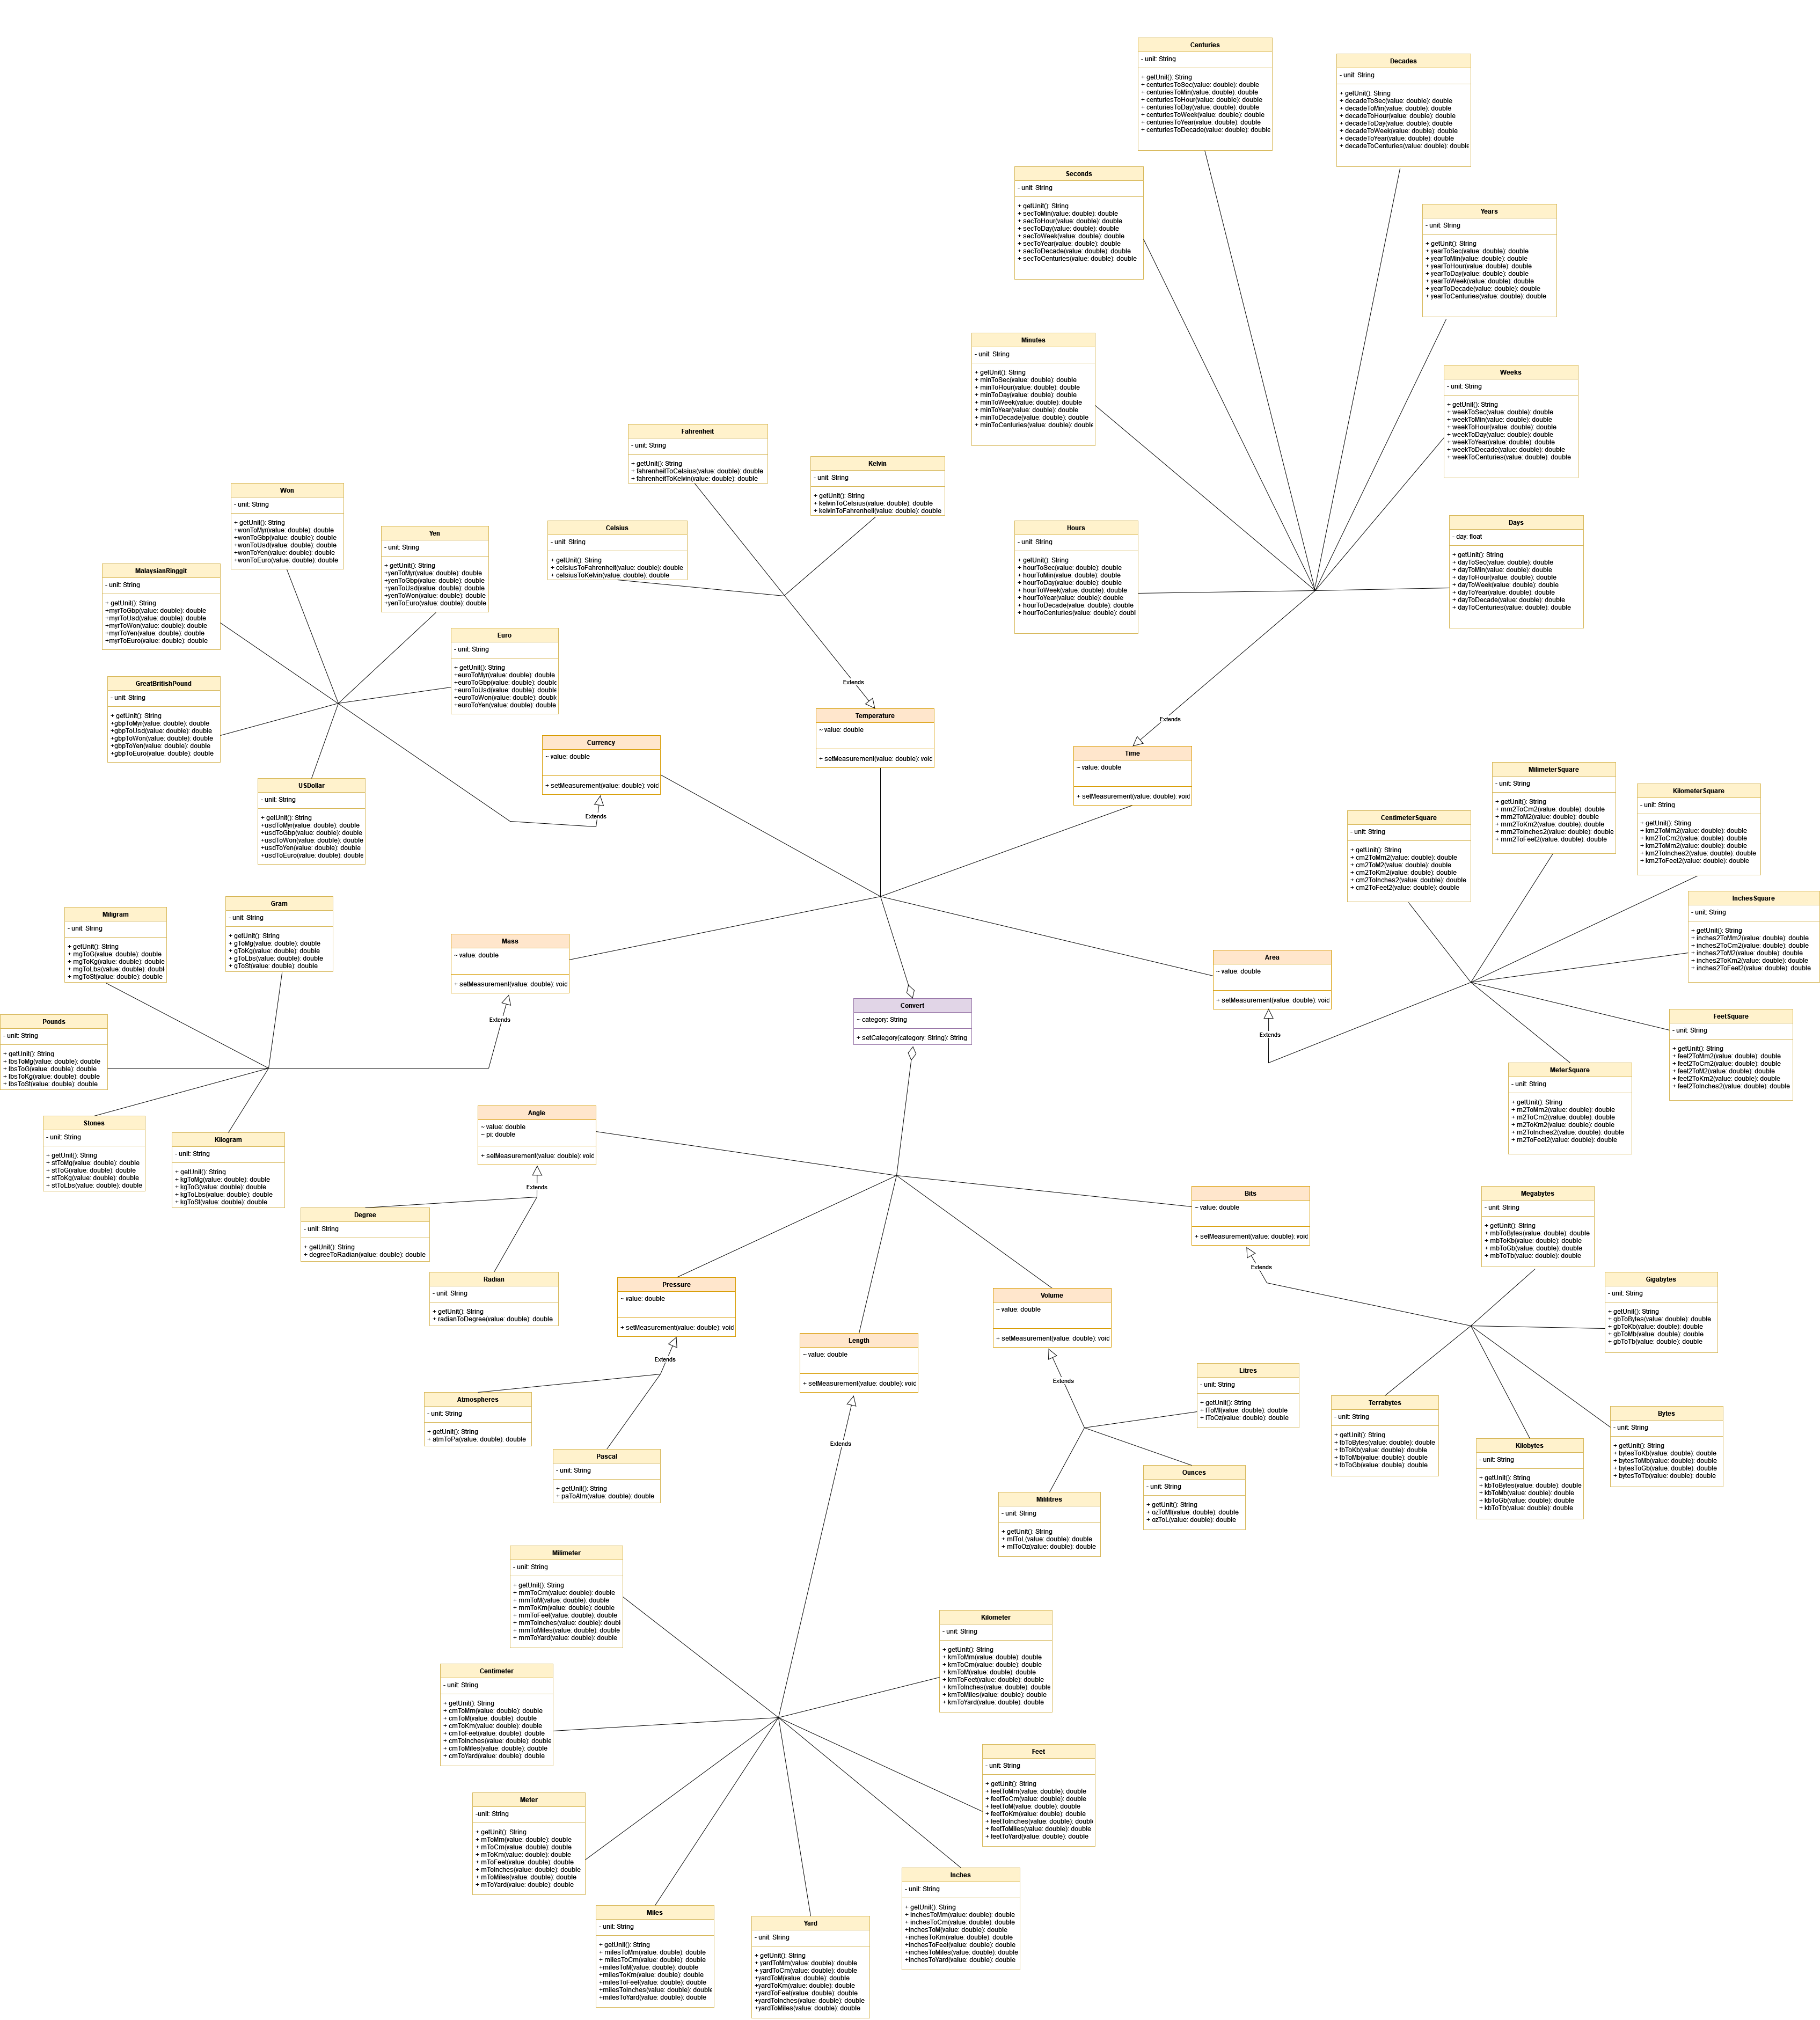 Centuries
- unit: String
+ getUnit(): String
+ centuriesToSec(value: double): double
+ centuriesToMin(value: double): double
+ centuriesToHour(value: double): double
+ centuriesToDay(value: double): double
+ centuriesToWeek(value: double): double
+ centuriesToYear(value: double): double
+ centuriesToDecade(value: double): double
Decades
- unit: String
+ getUnit(): String
+ decadeToSec(value: double): double
+ decadeToMin(value: double): double
+ decadeToHour(value: double): double
+ decadeToDay(value: double): double
+ decadeToWeek(value: double): double
+ decadeToYear(value: double): double
+ decadeToCenturies(value: double): double
Seconds
- unit: String
+ getUnit(): String
+ secToMin(value: double): double
+ secToHour(value: double): double
+ secToDay(value: double): double
+ secToWeek(value: double): double
+ secToYear(value: double): double
+ secToDecade(value: double): double
+ secToCenturies(value: double): double
Years
- unit: String
+ getUnit(): String
+ yearToSec(value: double): double
+ yearToMin(value: double): double
+ yearToHour(value: double): double
+ yearToDay(value: double): double
+ yearToWeek(value: double): double
+ yearToDecade(value: double): double
+ yearToCenturies(value: double): double
Minutes
- unit: String
+ getUnit(): String
+ minToSec(value: double): double
+ minToHour(value: double): double
+ minToDay(value: double): double
+ minToWeek(value: double): double
+ minToYear(value: double): double
+ minToDecade(value: double): double
+ minToCenturies(value: double): double
Weeks
- unit: String
+ getUnit(): String
+ weekToSec(value: double): double
+ weekToMin(value: double): double
+ weekToHour(value: double): double
+ weekToDay(value: double): double
+ weekToYear(value: double): double
+ weekToDecade(value: double): double
+ weekToCenturies(value: double): double
Fahrenheit
- unit: String
+ getUnit(): String
+ fahrenheitToCelsius(value: double): double
+ fahrenheitToKelvin(value: double): double
Kelvin
- unit: String
+ getUnit(): String
+ kelvinToCelsius(value: double): double
+ kelvinToFahrenheit(value: double): double
Won
- unit: String
+ getUnit(): String
+wonToMyr(value: double): double
+wonToGbp(value: double): double
+wonToUsd(value: double): double
+wonToYen(value: double): double
+wonToEuro(value: double): double
Yen
- unit: String
+ getUnit(): String
+yenToMyr(value: double): double
+yenToGbp(value: double): double
+yenToUsd(value: double): double
+yenToWon(value: double): double
+yenToEuro(value: double): double
Celsius
- unit: String
+ getUnit(): String
+ celsiusToFahrenheit(value: double): double
+ celsiusToKelvin(value: double): double
Hours
- unit: String
+ getUnit(): String
+ hourToSec(value: double): double
+ hourToMin(value: double): double
+ hourToDay(value: double): double
+ hourToWeek(value: double): double
+ hourToYear(value: double): double
+ hourToDecade(value: double): double
+ hourToCenturies(value: double): doubl
Days
- day: float
+ getUnit(): String
+ dayToSec(value: double): double
+ dayToMin(value: double): double
+ dayToHour(value: double): double
+ dayToWeek(value: double): double
+ dayToYear(value: double): double
+ dayToDecade(value: double): double
+ dayToCenturies(value: double): double
MalaysianRinggit
- unit: String
+ getUnit(): String
+myrToGbp(value: double): double
+myrToUsd(value: double): double
+myrToWon(value: double): double
+myrToYen(value: double): double
+myrToEuro(value: double): double
Euro
- unit: String
+ getUnit(): String
+euroToMyr(value: double): double
+euroToGbp(value: double): double
+euroToUsd(value: double): double
+euroToWon(value: double): double
+euroToYen(value: double): double
GreatBritishPound
- unit: String
+ getUnit(): String
+gbpToMyr(value: double): double
+gbpToUsd(value: double): double
+gbpToWon(value: double): double
+gbpToYen(value: double): double
+gbpToEuro(value: double): double
Extends
Temperature
~ value: double
+ setMeasurement(value: double): voic
Extends
Currency
~ value: double
+ setMeasurement(value: double): voic
Extends
Time
~ value: double
+ setMeasurement(value: double): voic
USDollar
- unit: String
+ getUnit(): String
+usdToMyr(value: double): double
+usdToGbp(value: double): double
+usdToWon(value: double): double
+usdToYen(value: double): double
+usdToEuro(value: double): double
MilimeterSquare
- unit: String
+ getUnit(): String
+ mm2ToCm2(value: double): double
+ mm2ToM2(value: double): double
+ mm2ToKm2(value: double): double
+ mm2ToInches2(value: double): double
+ mm2ToFeet2(value: double): double
KilometerSquare
- unit: String
+ getUnit(): String
+ km2ToMm2(value: double): double
+ km2ToCm2(value: double): double
+ km2ToMm2(value: double): double
+ km2ToInches2(value: double): double
+ km2ToFeet2(value: double): double
CentimeterSquare
- unit: String
+ getUnit(): String
+ cm2ToMm2(value: double): double
+ cm2ToM2(value: double): double
+ cm2ToKm2(value: double): double
+ cm2ToInches2(value: double): double
+ cm2ToFeet2(value: double): double
InchesSquare
- unit: String
+ getUnit(): String
+ inches2ToMm2(value: double): double
+ inches2ToCm2(value: double): double
+ inches2ToM2(value: double): double
+ inches2ToKm2(value: double): double
+ inches2ToFeet2(value: double): double
Miligram
- unit: String
+ getUnit(): String
+ mgToG(value: double): double
+ mgToKg(value: double): double
+ mgToLbs(value: double): doubl
+ mgToSt(value: double): double
Gram
- unit: String
+ getUnit(): String
+ gToMg(value: double): double
+ gToKg(value: double): double
+ gToLbs(value: double): double
+ gToSt(value: double): double
Mass
~ value: double
+ setMeasurement(value: double): voic
Extends
Area
~ value: double
+ setMeasurement(value: double): voic
Extends
Convert
~ category: String
+ setCategory(category: String): String
FeetSquare
- unit: String
+ getUnit(): String
+ feet2ToMm2(value: double): double
+ feet2ToCm2(value: double): double
+ feet2ToM2(value: double): double
+ feet2ToKm2(value: double): double
+ feet2ToInches2(value: double): double
Pounds
- unit: String
+ getUnit(): String
+ lbsToMg(value: double): double
+ lbsToG(value: double): double
+ lbsToKg(value: double): double
+ lbsToSt(value: double): double
MeterSquare
- unit: String
+ getUnit(): String
+ m2ToMm2(value: double): double
+ m2ToCm2(value: double): double
+ m2ToKm2(value: double): double
+ m2ToInches2(value: double): double
+ m2ToFeet2(value: double): double
Stones
- unit: String
+ getUnit(): String
+ stToMg(value: double): double
+ stToG(value: double): double
+ stToKg(value: double): double
+ stToLbs(value: double): double
Kilogram
- unit: String
+ getUnit(): String
+ kgToMg(value: double): double
+ kgToG(value: double): double
+ kgToLbs(value: double): double
+ kgToSt(value: double): double
Angle
~ value: double
~ pi: double
+ setMeasurement(value: double): voic
Extends
Degree
- unit: String
+ getUnit(): String
+ degreeToRadian(value: double): double
Radian
- unit: String
+ getUnit(): String
+ radianToDegree(value: double): double
Bits
~ value: double
+ setMeasurement(value: double): voic
Extends
Megabytes
- unit: String
+ getUnit(): String
+ mbToBytes(value: double): double
+ mbToKb(value: double): double
+ mbToGb(value: double): double
+ mbToTb(value: double): double
Gigabytes
- unit: String
+ getUnit(): String
+ gbToBytes(value: double): double
+ gbToKb(value: double): double
+ gbToMb(value: double): double
+ gbToTb(value: double): double
Pressure
~ value: double
+ setMeasurement(value: double): voic
Extends
Volume
~ value: double
+ setMeasurement(value: double): voic
Extends
Length
~ value: double
+ setMeasurement(value: double): voic
Extends
Litres
- unit: String
+ getUnit(): String
+ lToMl(value: double): double
+ lToOz(value: double): double
Atmospheres
- unit: String
+ getUnit(): String
+ atmToPa(value: double): double
Terrabytes
- unit: String
+ getUnit(): String
+ tbToBytes(value: double): double
+ tbToKb(value: double): double
+ tbToMb(value: double): double
+ tbToGb(value: double): double
Bytes
- unit: String
+ getUnit(): String
+ bytesToKb(value: double): double
+ bytesToMb(value: double): double
+ bytesToGb(value: double): double
+ bytesToTb(value: double): double
Kilobytes
- unit: String
+ getUnit(): String
+ kbToBytes(value: double): double
+ kbToMb(value: double): double
+ kbToGb(value: double): double
+ kbToTb(value: double): double
Pascal
- unit: String
+ getUnit(): String
+ paToAtm(value: double): double
Ounces
- unit: String
+ getUnit(): String
+ ozToMl(value: double): double
+ ozToL(value: double): double
Mililitres
- unit: String
+ getUnit(): String
+ mlToL(value: double): double
+ mlToOz(value: double): double
Milimeter
- unit: String
+ getUnit(): String
+ mmToCm(value: double): double
+ mmToM(value: double): double
+ mmToKm(value: double): double
+ mmToFeet(value: double): double
+ mmToInches(value: double): doubl
+ mmToMiles(value: double): double
+ mmToYard(value: double): double
Kilometer
- unit: String
+ getUnit(): String
+ kmToMm(value: double): double
+ kmToCm(value: double): double
+ kmToM(value: double): double
+ kmToFeet(value: double): double
+ kmToInches(value: double): double
+ kmToMiles(value: double): double
+ kmToYard(value: double): double
Centimeter
- unit: String
+ getUnit(): String
+ cmToMm(value: double): double
+ cmToM(value: double): double
+ cmToKm(value: double): double
+ cmToFeet(value: double): double
+ cmToInches(value: double): double
+ cmToMiles(value: double): double
+ cmToYard(value: double): double
Feet
- unit: String
+ getUnit(): String
+ feetToMm(value: double): double
+ feetToCm(value: double): double
+ feetToM(value: double): double
+ feetToKm(value: double): double
+ feetToInches(value: double): doubl
+ feetToMiles(value: double): double
+ feetToYard(value: double): double
Meter
-unit: String
+ getUnit(): String
+ mToMm(value: double): double
+ mToCm(value: double): double
+ mToKm(value: double): double
+ mToFeet(value: double): double
+ mToInches(value: double): double
+ mToMiles(value: double): double
+ mToYard(value: double): double
Inches
- unit: String
+ getUnit(): String
+ inchesToMm(value: double): double
+ inchesToCm(value: double): double
+inchesToM(value: double): double
+inchesToKm(value: double): double
+inchesToFeet(value: double): double
+inchesToMiles(value: double): double
+inchesToYard(value: double): double
Miles
- unit: String
+ getUnit(): String
+ milesToMm(value: double): double
+ milesToCm(value: double): double
+milesToM(value: double): double
+milesToKm(value: double): double
+milesToFeet(value: double): double
+milesToInches(value: double): double
+milesToYard(value: double): double
Yard
- unit: String
+ getUnit(): String
+ yardToMm(value: double): double
+ yardToCm(value: double): double
+yardToM(value: double): double
+yardToKm(value: double): double
+yardToFeet(value: double): double
+yardToInches(value: double): double
+yardToMiles(value: double): double